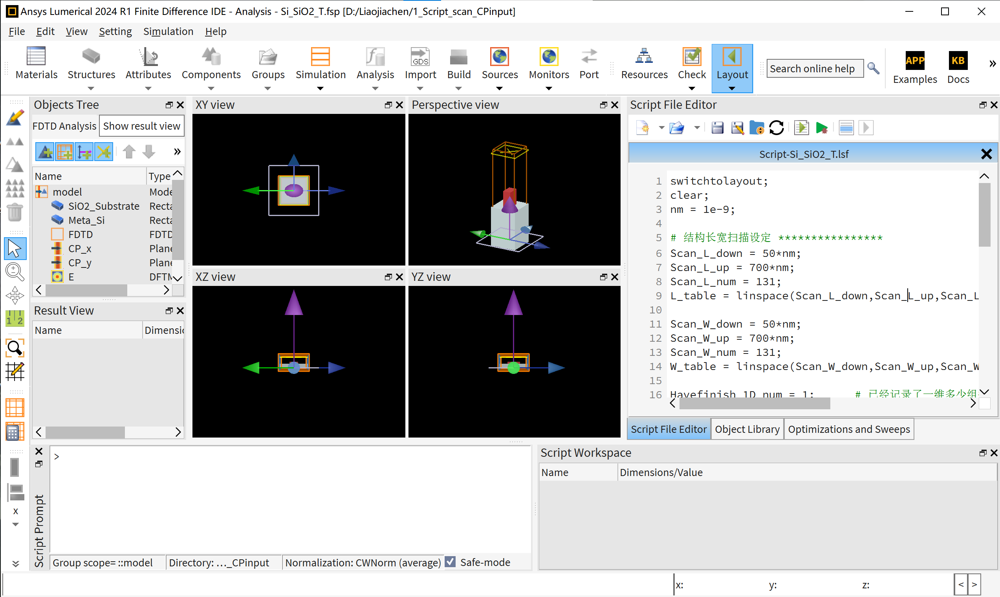 Ansys Lumerical 2024 R1 Finite Difference IDE - Analysis - Si_SiO2_T.fsp [D:/Liaojiachen/1_Script_scan_CPinput]
File Edit View Setting Simulation Help
Materials Structures Attributes Components Groups Simulation Analysis Import Build Sources Monitors Port Resources Check Layout
GDS
Search online help
APP Examples
KB Docs
Objects Tree
FDTD Analysis Show result view
Name Type
model Mode
SiO2_Substrate Recta
Meta_Si Recta
FDTD FDTD
CP_x Plane
CP_y Plane
E DFTM
Result View
Name Dimensic
XY view
Perspective view
XZ view
YZ view
Script File Editor
Script-Si_SiO2_T.lsf
1 switchtolayout;
2 clear;
3 nm = 1e-9;
4
5 # 结构长宽扫描设定 ****************
6 Scan_L_down = 50*nm;
7 Scan_L_up = 700*nm;
8 Scan_L_num = 131;
9 L_table = linspace(Scan_L_down,Scan_L_up,Scan_L
10
11 Scan_W_down = 50*nm;
12 Scan_W_up = 700*nm;
13 Scan_W_num = 131;
14 W_table = linspace(Scan_W_down,Scan_W_up,Scan_W
15
16 Havefinish_1D_num = 1; # 已经记录了一维多少组
Script File Editor Object Library Optimizations and Sweeps
Script Prompt
>
Group scope= ::model Directory: ..._CPinput Normalization: CWNorm (average) Safe-mode
Script Workspace
Name Dimensions/Value
1 2
x
x: y: z: < >